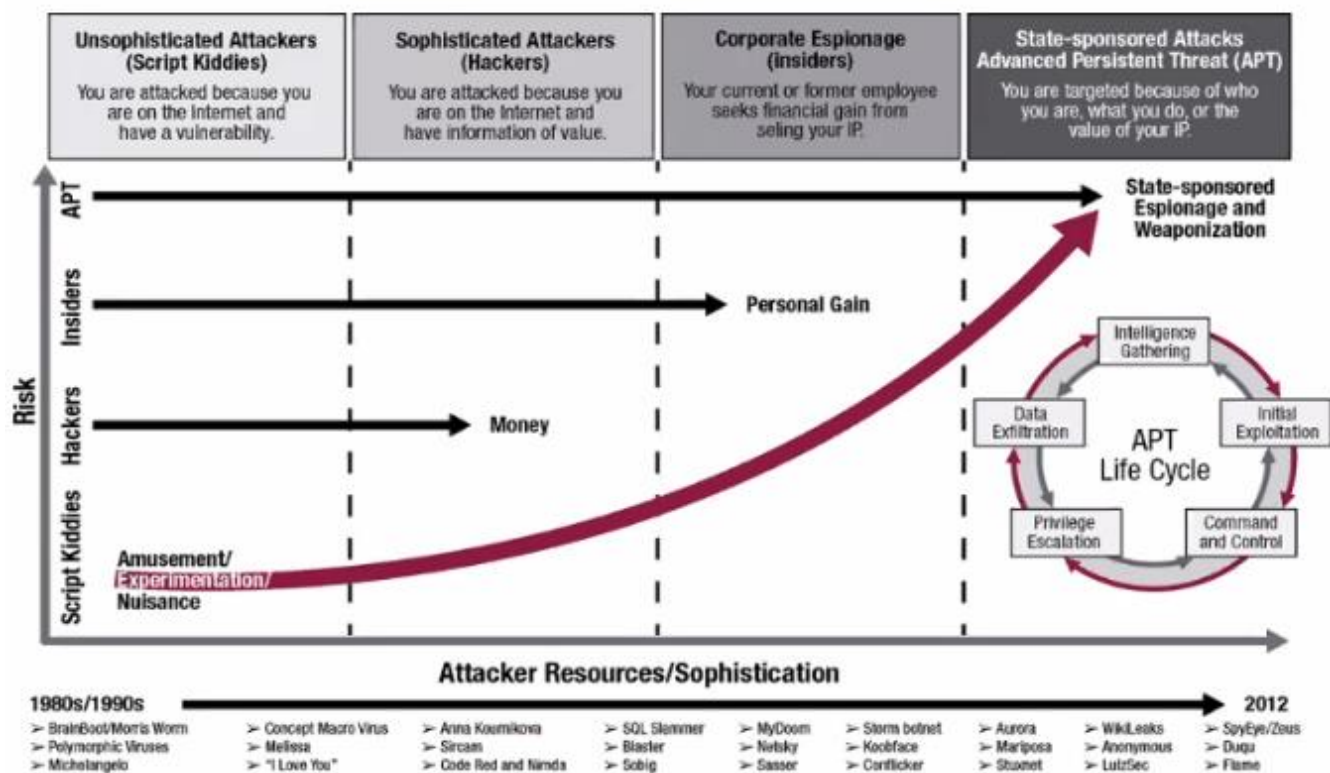 Unsophisticated Attackers
(Script Kiddies)
You are attacked because you
are on the Internet and
have a vulnerability.
Sophisticated Attackers
(Hackers)
You are attacked because you
are on the Internet and
have information of value.
Corporate Espionage
(Insiders)
Your current or former employee
seeks financial gain from
seling your IP.
State-sponsored Attacks
Advanced Persistent Threat (APT)
You are targeted because of who
you are, what you do, or the
value of your IP.
Risk
APT
Insiders
Hackers
Script Kiddies
State-sponsored
Espionage and
Weaponization
Personal Gain
Money
Amusement/
Experimentation/
Nuisance
APT
Life Cycle
Intelligence
Gathering
Initial
Exploitation
Command
and Control
Privilege
Escalation
Data
Exfiltration
Attacker Resources/Sophistication
1980s/1990s
2012
➢ BrainBoot/Morris Worm
➢ Polymorphic Viruses
➢ Michelangelo
➢ Concept Macro Virus
➢ Melissa
➢ "I Love You"
➢ Anna Kournikova
➢ Sircam
➢ Code Red and Nimda
➢ SQL Slammer
➢ Blaster
➢ Sobig
➢ MyDoom
➢ Netsky
➢ Sasser
➢ Storm botnet
➢ Koobface
➢ Conflicker
➢ Aurora
➢ Mariposa
➢ Stuxnet
➢ WikiLeaks
➢ Anonymous
➢ LulzSec
➢ SpyEye/Zeus
➢ Duqu
➢ Flame